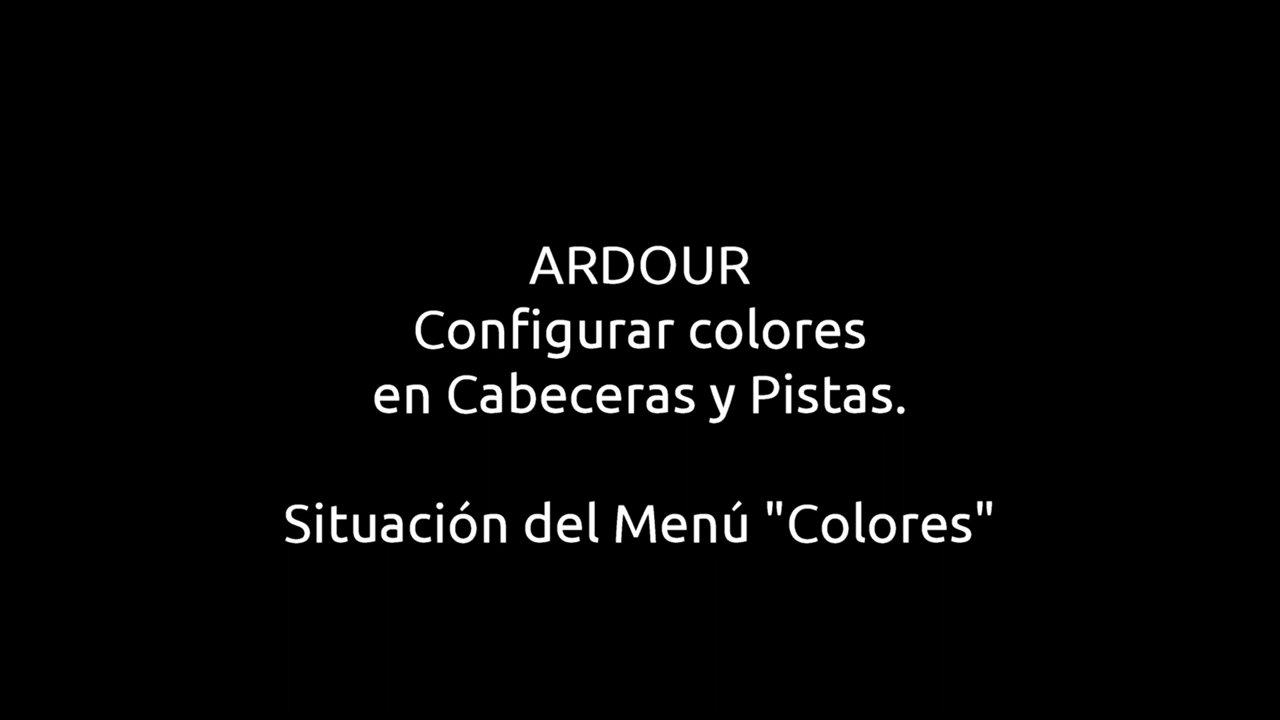 ARDOUR
Configurar colores
en Cabeceras y Pistas.
Situación del Menú "Colores"